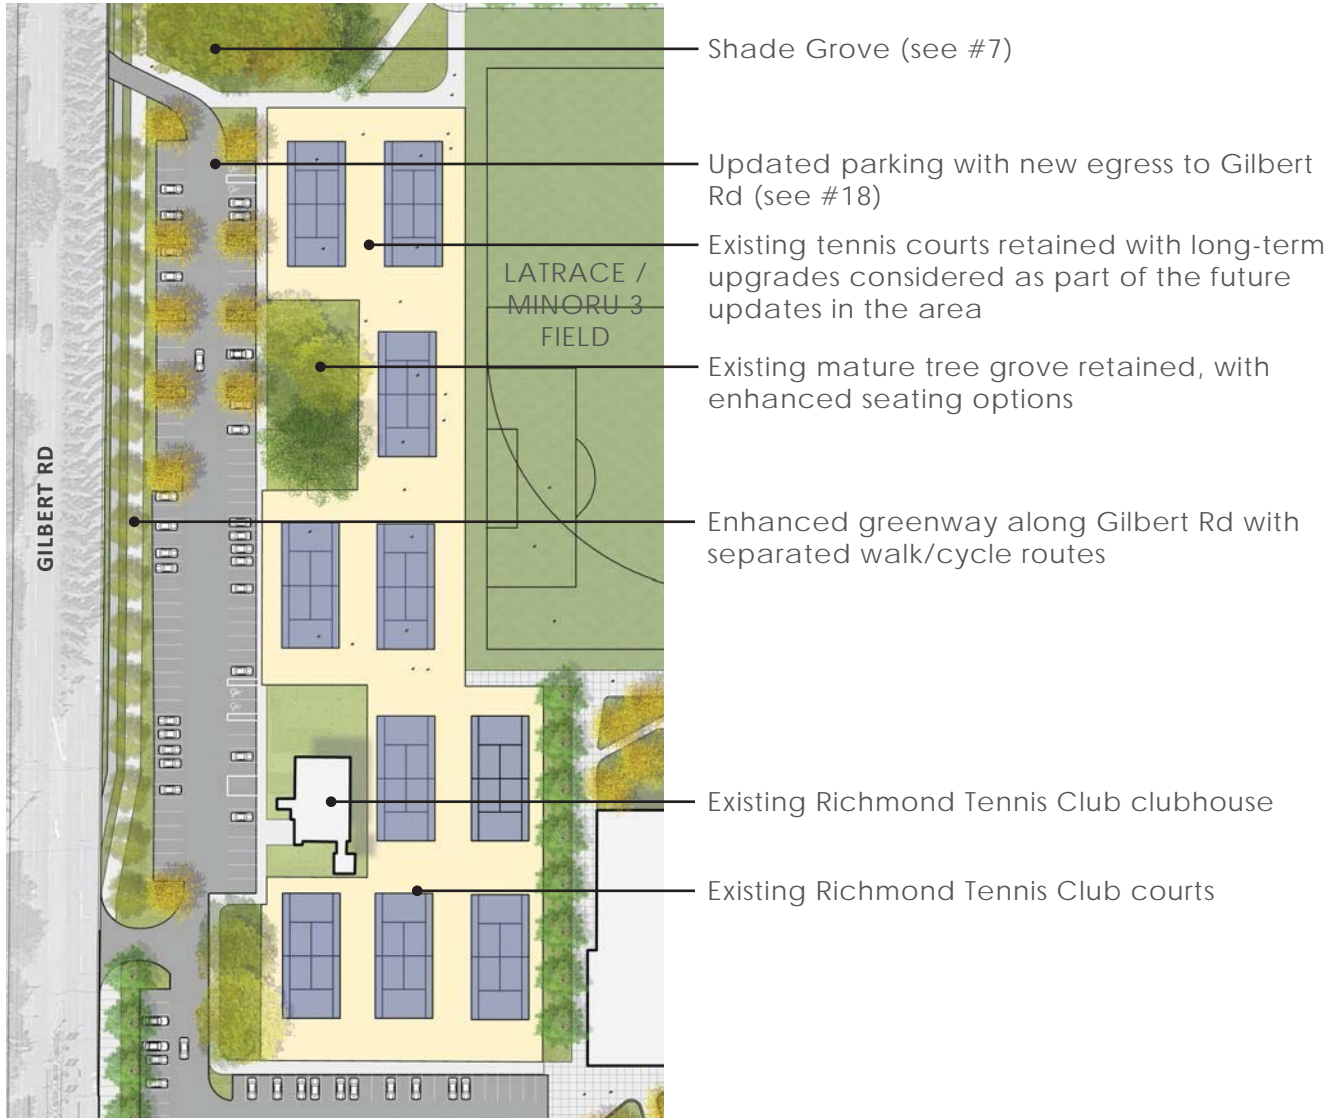 Shade Grove (see #7)
Updated parking with new egress to Gilbert
Rd (see #18)
Existing tennis courts retained with long-term
upgrades considered as part of the future
updates in the area
LATRACE /
MINORU 3
FIELD
Existing mature tree grove retained, with
enhanced seating options
GILBERT RD
Enhanced greenway along Gilbert Rd with
separated walk/cycle routes
Existing Richmond Tennis Club clubhouse
Existing Richmond Tennis Club courts